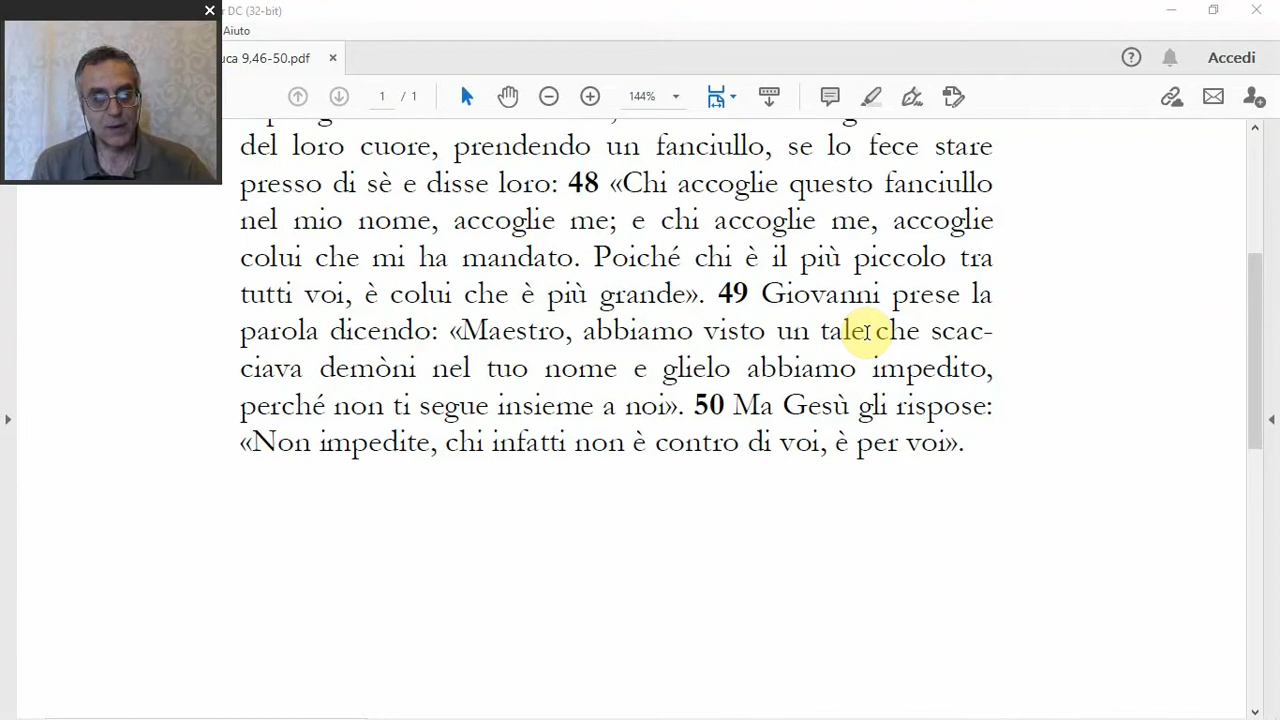 DC (32-bit)
Aiuto
uca 9,46-50.pdf
Accedi
1 / 1
144%
del loro cuore, prendendo un fanciullo, se lo fece stare
presso di sè e disse loro: 48 «Chi accoglie questo fanciullo
nel mio nome, accoglie me; e chi accoglie me, accoglie
colui che mi ha mandato. Poiché chi è il più piccolo tra
tutti voi, è colui che è più grande». 49 Giovanni prese la
parola dicendo: «Maestro, abbiamo visto un tale che scac-
ciava demòni nel tuo nome e glielo abbiamo impedito,
perché non ti segue insieme a noi». 50 Ma Gesù gli rispose:
«Non impedite, chi infatti non è contro di voi, è per voi».